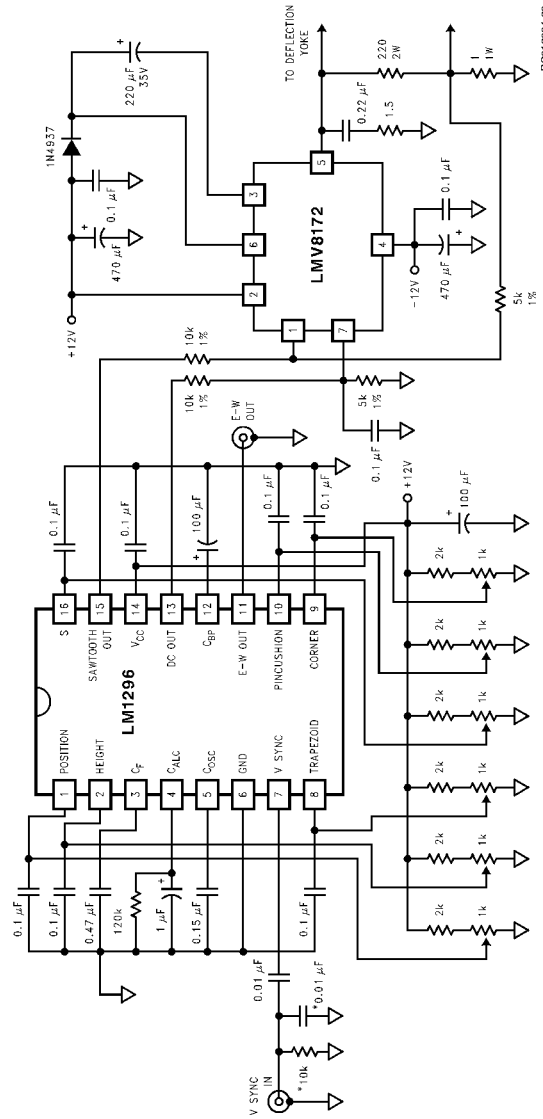 +12V
470 µF
+
0.1 µF
1N4937
220 µF
35V
+
2
6
3
LMV8172
1
7
4
5
0.22 µF
1.5
TO DEFLECTION
YOKE
220
2W
1
1W
-12V
470 µF
+
0.1 µF
5k
1%
10k
1%
10k
1%
5k
1%
0.1 µF
E-W
OUT
LM1296
1
POSITION
2
HEIGHT
3
CF
4
CALC
5
COSC
6
GND
7
V SYNC
8
TRAPEZOID
16
S
15
SAWTOOTH
OUT
14
VCC
13
DC OUT
12
CBP
11
E-W OUT
10
PINCUSHION
9
CORNER
0.1 µF
0.1 µF
100 µF
+
0.1 µF
0.1 µF
0.1 µF
0.1 µF
0.47 µF
120k
1 µF
+
0.15 µF
0.1 µF
0.01 µF
*0.01 µF
*10k
V SYNC
IN
+12V
+
100 µF
2k
1k
2k
1k
2k
1k
2k
1k
2k
1k
2k
1k